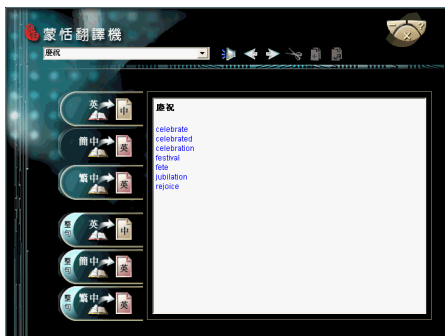 蒙恬翻譯機
慶祝
英 中
簡中 英
繁中 英
整句 英 中
整句 簡中 英
整句 繁中 英
慶祝
celebrate
celebrated
celebration
festival
fete
jubilation
rejoice